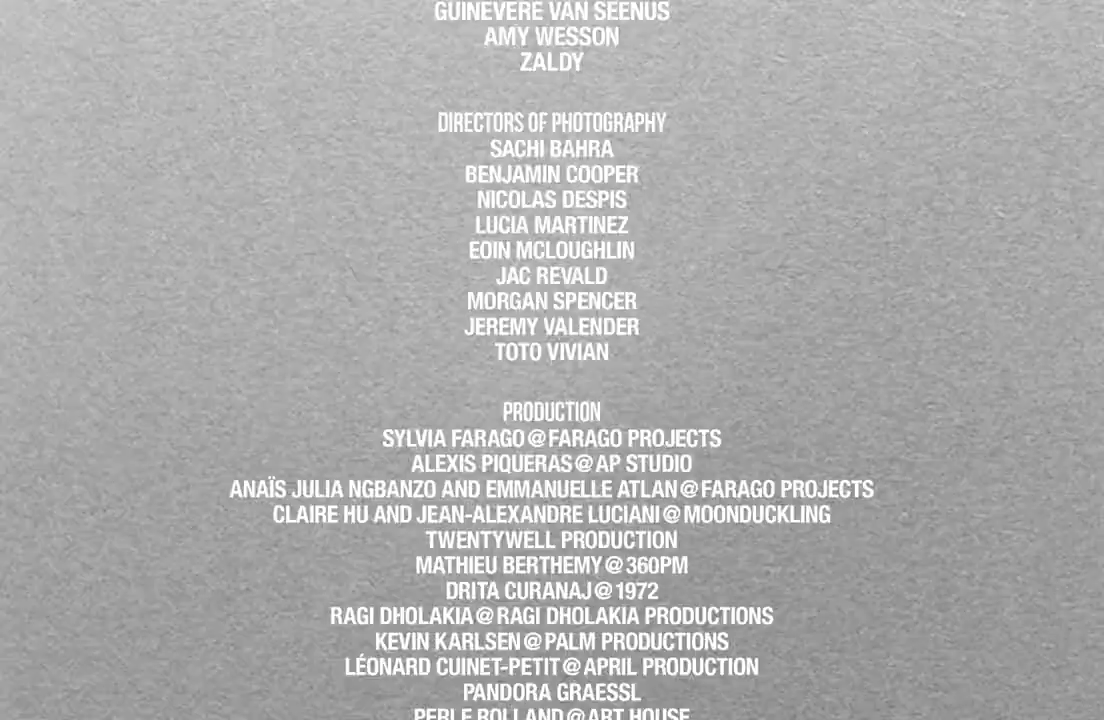 GUINEVERE VAN SEENUS
AMY WESSON
ZALDY
DIRECTORS OF PHOTOGRAPHY
SACHI BAHRA
BENJAMIN COOPER
NICOLAS DESPIS
LUCIA MARTINEZ
EOIN MCLOUGHLIN
JAC REVALD
MORGAN SPENCER
JEREMY VALENDER
TOTO VIVIAN
PRODUCTION
SYLVIA FARAGO@FARAGO PROJECTS
ALEXIS PIQUERAS@AP STUDIO
ANAÏS JULIA NGBANZO AND EMMANUELLE ATLAN@FARAGO PROJECTS
CLAIRE HU AND JEAN-ALEXANDRE LUCIANI@MOONDUCKLING
TWENTYWELL PRODUCTION
MATHIEU BERTHEMY@360PM
DRITA CURANAJ@1972
RAGI DHOLAKIA@RAGI DHOLAKIA PRODUCTIONS
KEVIN KARLSEN@PALM PRODUCTIONS
LÉONARD CUINET-PETIT@APRIL PRODUCTION
PANDORA GRAESSL
PERLE ROLLAND@ART HOUSE